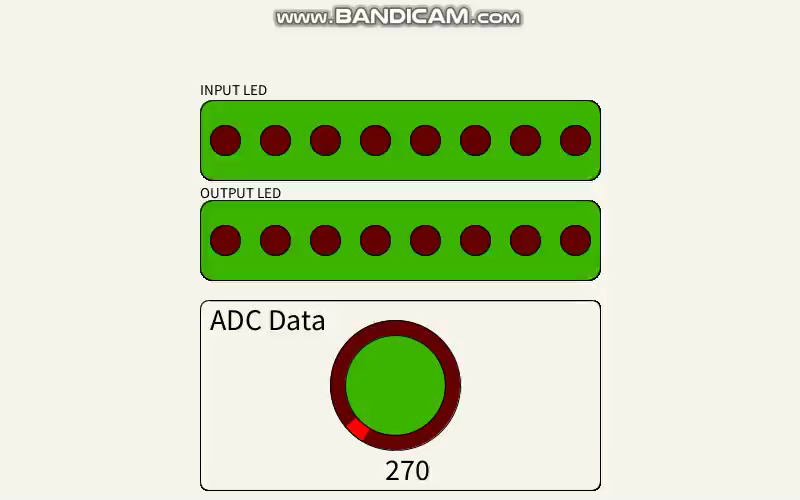 www.BANDICAM.com
INPUT LED
OUTPUT LED
ADC Data
270